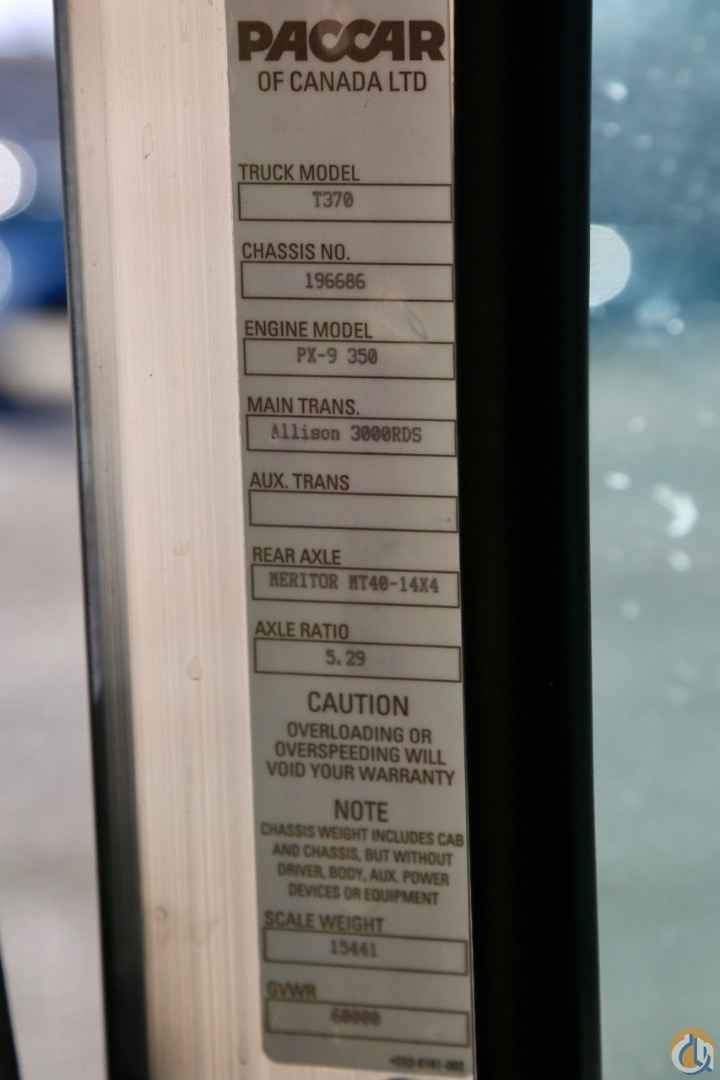 PACCAR
OF CANADA LTD
TRUCK MODEL
T370
CHASSIS NO.
196686
ENGINE MODEL
PX-9 350
MAIN TRANS.
Allison 3000RDS
AUX. TRANS
REAR AXLE
MERITOR MT40-14X4
AXLE RATIO
5.29
CAUTION
OVERLOADING OR
OVERSPEEDING WILL
VOID YOUR WARRANTY
NOTE
CHASSIS WEIGHT INCLUDES CAB
AND CHASSIS, BUT WITHOUT
DRIVER, BODY, AUX. POWER
DEVICES OR EQUIPMENT
SCALE WEIGHT
15441
GVWR
60000